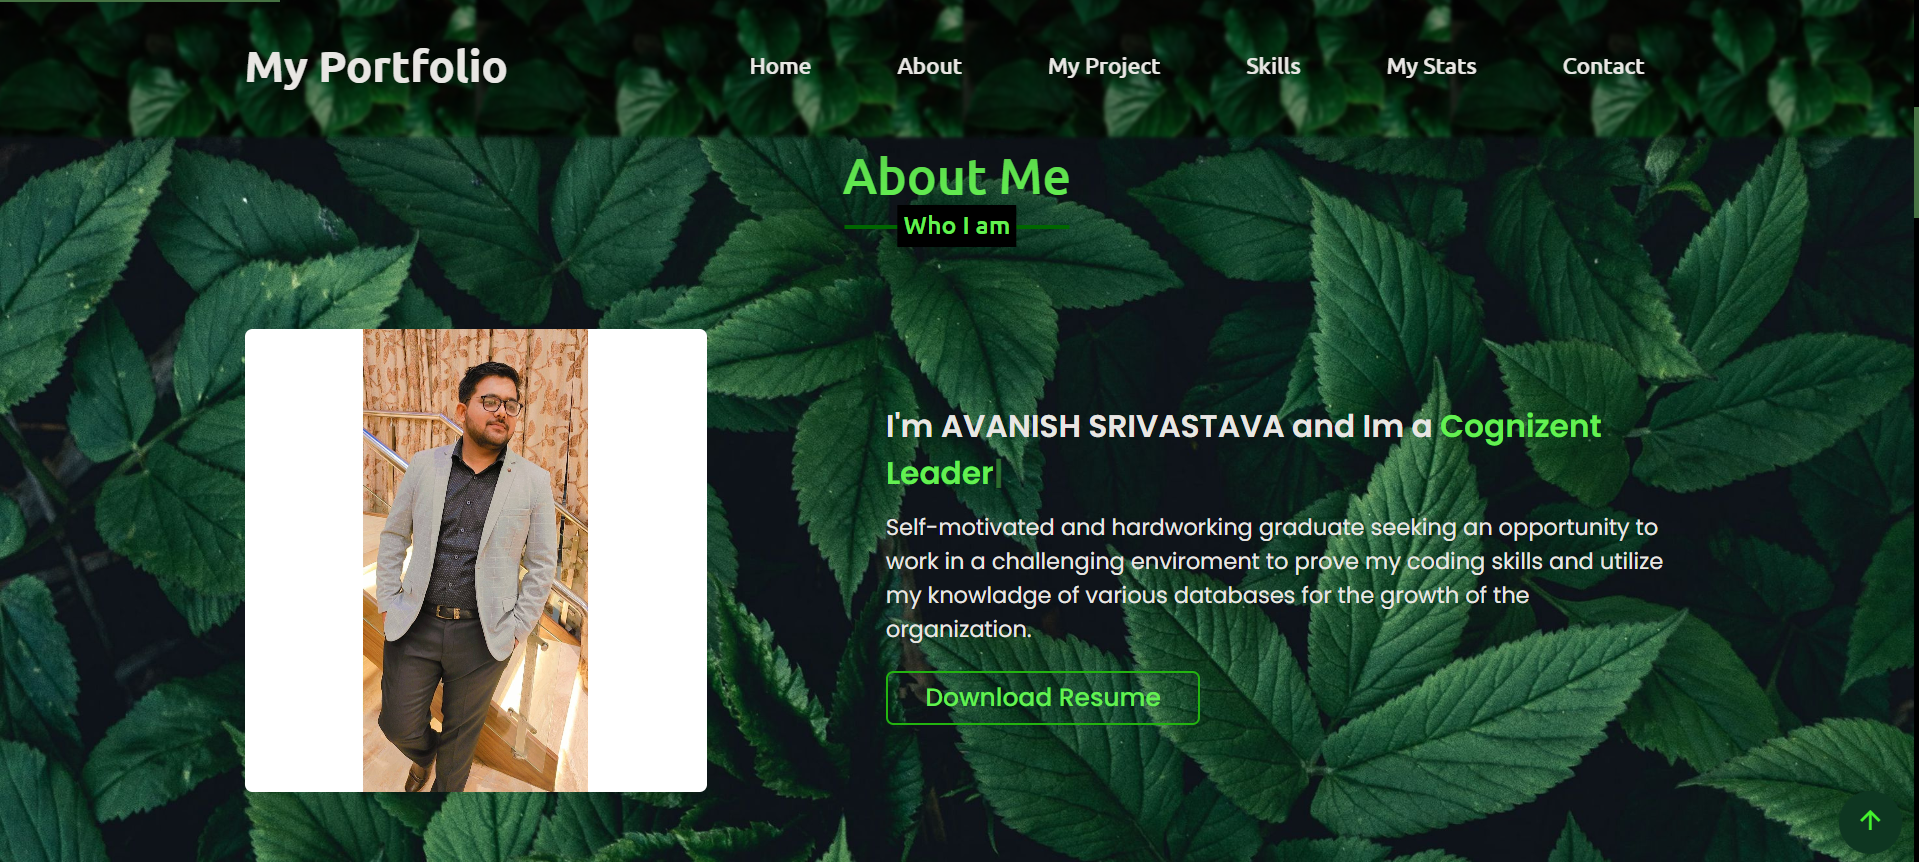 My Portfolio
Home About My Project Skills My Stats Contact
About Me
Who I am
I'm AVANISH SRIVASTAVA and Im a Cognizent
Leader
Self-motivated and hardworking graduate seeking an opportunity to
work in a challenging enviroment to prove my coding skills and utilize
my knowladge of various databases for the growth of the
organization.
Download Resume